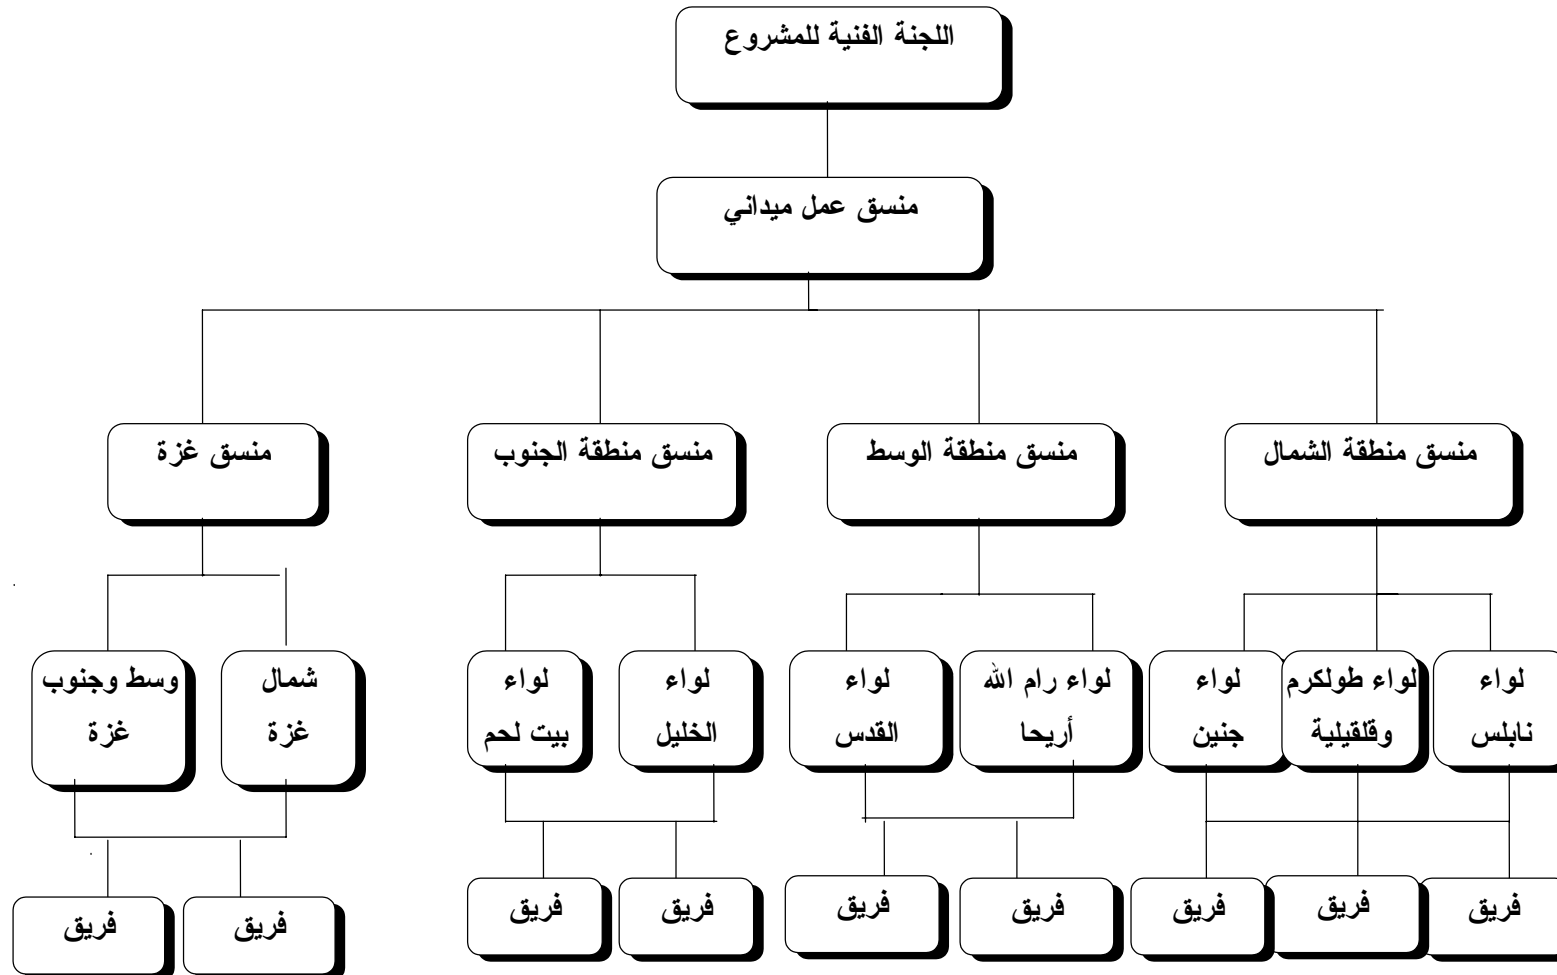 اللجنة الفنية للمشروع
منسق عمل ميداني
منسق منطقة الشمال
منسق منطقة الوسط
منسق منطقة الجنوب
منسق غزة
لواء
نابلس
لواء طولكرم
وقلقيلية
لواء
جنين
لواء رام الله
أريحا
لواء
القدس
لواء
الخليل
لواء
بيت لحم
شمال
غزة
وسط وجنوب
غزة
فريق
فريق
فريق
فريق
فريق
فريق
فريق
فريق
فريق